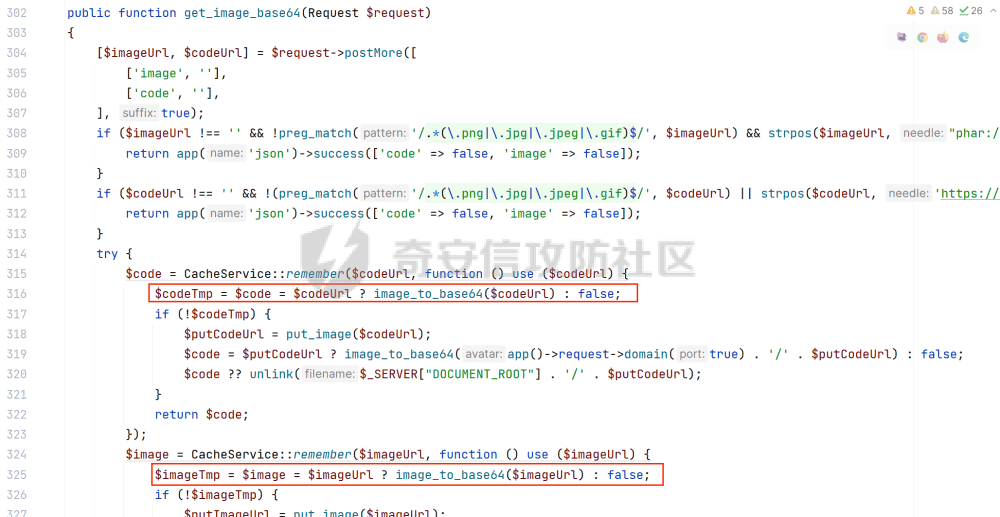 302 public function get_image_base64(Request $request) 5 58 26
303 {
304 [$imageUrl, $codeUrl] = $request->postMore([
305 ['image', ''],
306 ['code', ''],
307 ], suffix: true);
308 if ($imageUrl !== '' && !preg_match( pattern: '/.*(\.png|\.jpg|\.jpeg|\.gif)$/', $imageUrl) && strpos($imageUrl, needle: "phar:/
309 return app( name: 'json')->success(['code' => false, 'image' => false]);
310 }
311 if ($codeUrl !== '' && !(preg_match( pattern: '/.*(\.png|\.jpg|\.jpeg|\.gif)$/', $codeUrl) || strpos($codeUrl, needle: 'https://
312 return app( name: 'json')->success(['code' => false, 'image' => false]);
313 }
314 try {
奇安信攻防社区
315 $code = CacheService::remember($codeUrl, function () use ($codeUrl) {
316 $codeTmp = $code = $codeUrl ? image_to_base64($codeUrl) : false;
317 if (!$codeTmp) {
318 $putCodeUrl = put_image($codeUrl);
319 $code = $putCodeUrl ? image_to_base64( avatar: app()->request->domain( port: true) . '/' . $putCodeUrl) : false;
320 $code ?? unlink( filename: $_SERVER["DOCUMENT_ROOT"] . '/' . $putCodeUrl);
321 }
322 return $code;
323 });
324 $image = CacheService::remember($imageUrl, function () use ($imageUrl) {
325 $imageTmp = $image = $imageUrl ? image_to_base64($imageUrl) : false;
326 if (!$imageTmp) {
327 $putImageUrl = put_image($imageUrl);